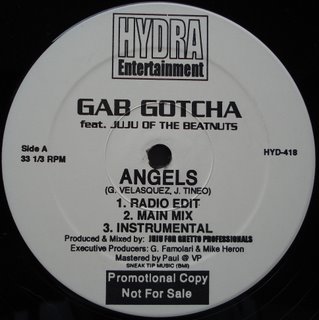 HYDRA
Entertainment
GAB GOTCHA
feat. JUJU OF THE BEATNUTS
Side A
33 1/3 RPM
HYD-418
ANGELS
(G. VELASQUEZ, J. TINEO)
1. RADIO EDIT
2. MAIN MIX
3. INSTRUMENTAL
Produced & Mixed by: JUJU FOR GHETTO PROFESSIONALS
Executive Producers: G. Famolari & Mike Heron
Mastered by Paul @ VP
SNEAK TIP MUSIC (BMI)
Promotional Copy
Not For Sale